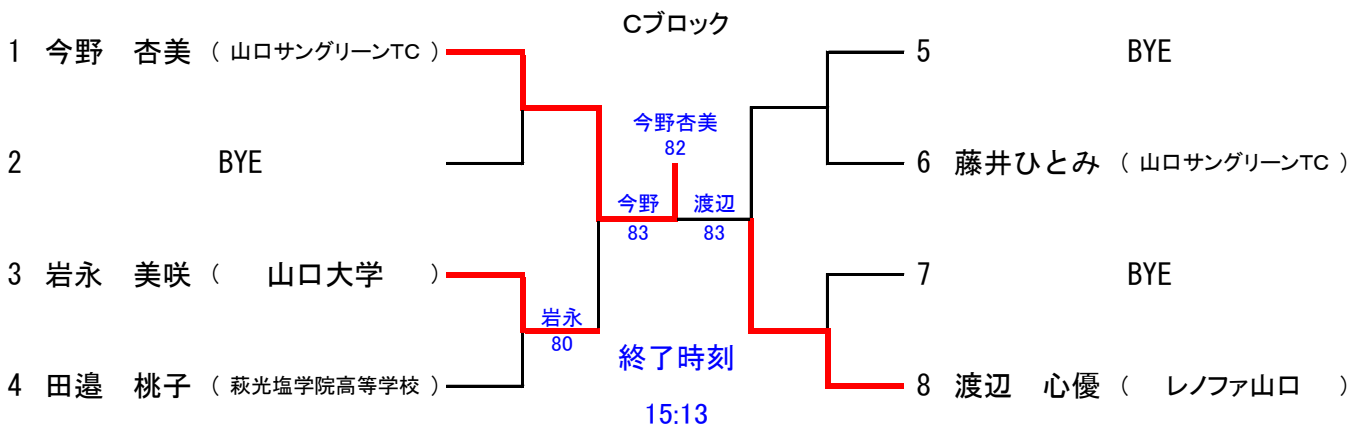 Cブロック
1 今野 杏美 ( 山口サングリーンTC )
2 BYE
3 岩永 美咲 ( 山口大学 )
4 田邉 桃子 ( 萩光塩学院高等学校 )
岩永
80
今野
83
今野杏美
82
渡辺
83
終了時刻
15:13
5 BYE
6 藤井ひとみ ( 山口サングリーンTC )
7 BYE
8 渡辺 心優 ( レノファ山口 )